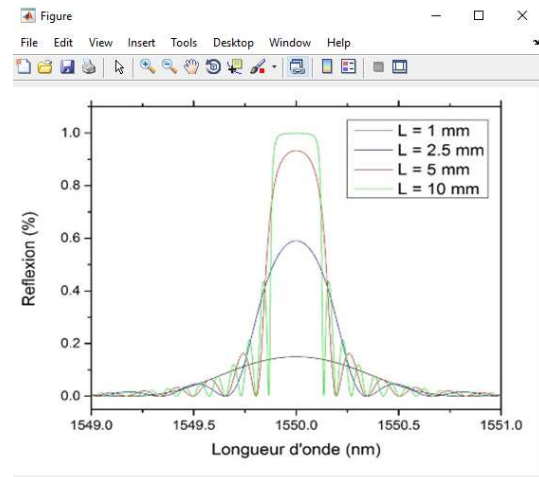 Figure
File Edit View Insert Tools Desktop Window Help
1.0
L = 1 mm
L = 2.5 mm
L = 5 mm
L = 10 mm
0.8
0.6
0.4
0.2
0.0
Reflexion (%)
1549.0 1549.5 1550.0 1550.5 1551.0
Longueur d'onde (nm)